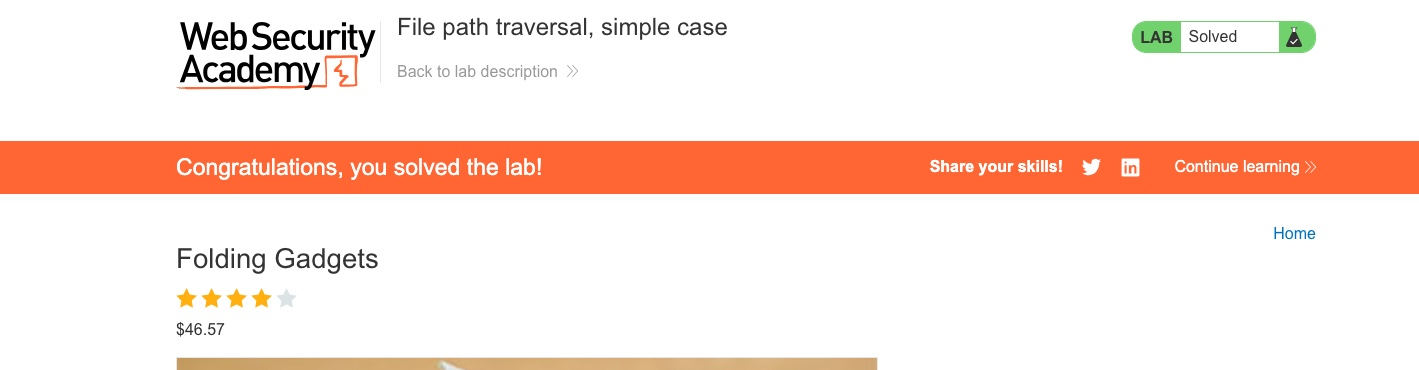 Web Security
Academy
File path traversal, simple case
Back to lab description
LAB Solved
Congratulations, you solved the lab!
Share your skills!
Continue learning
Home
Folding Gadgets
$46.57